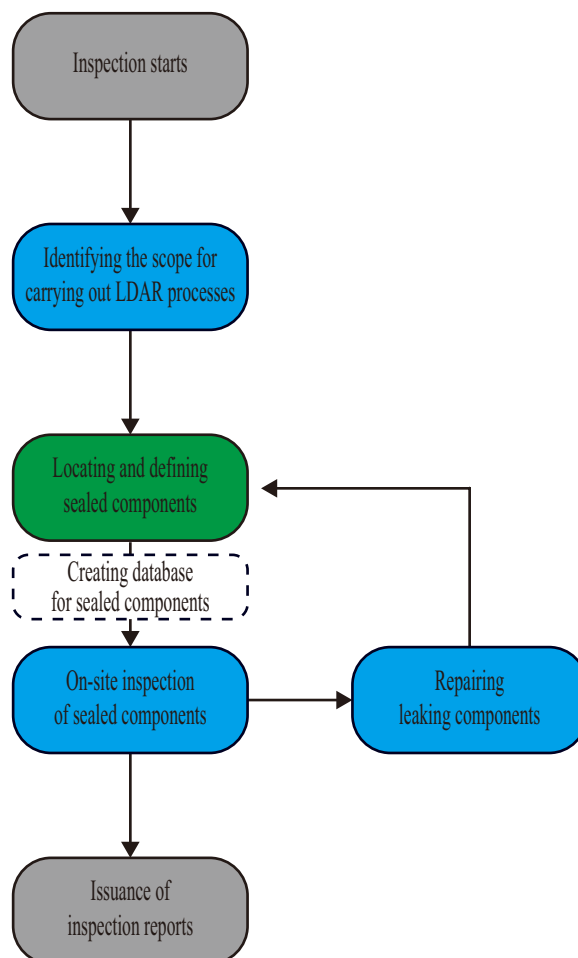 Inspection starts
Identifying the scope for
carrying out LDAR processes
Locating and defining
sealed components
Creating database
for sealed components
On-site inspection
of sealed components
Repairing
leaking components
Issuance of
inspection reports